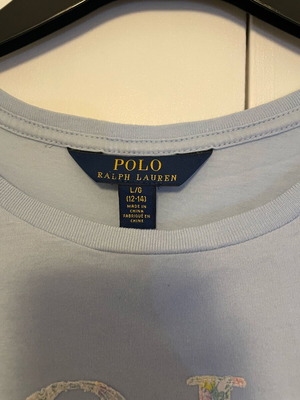 POLO
RALPH LAUREN
L/G
(12-14)
MADE IN
CHINA
FABRIQUÉ EN
CHINE